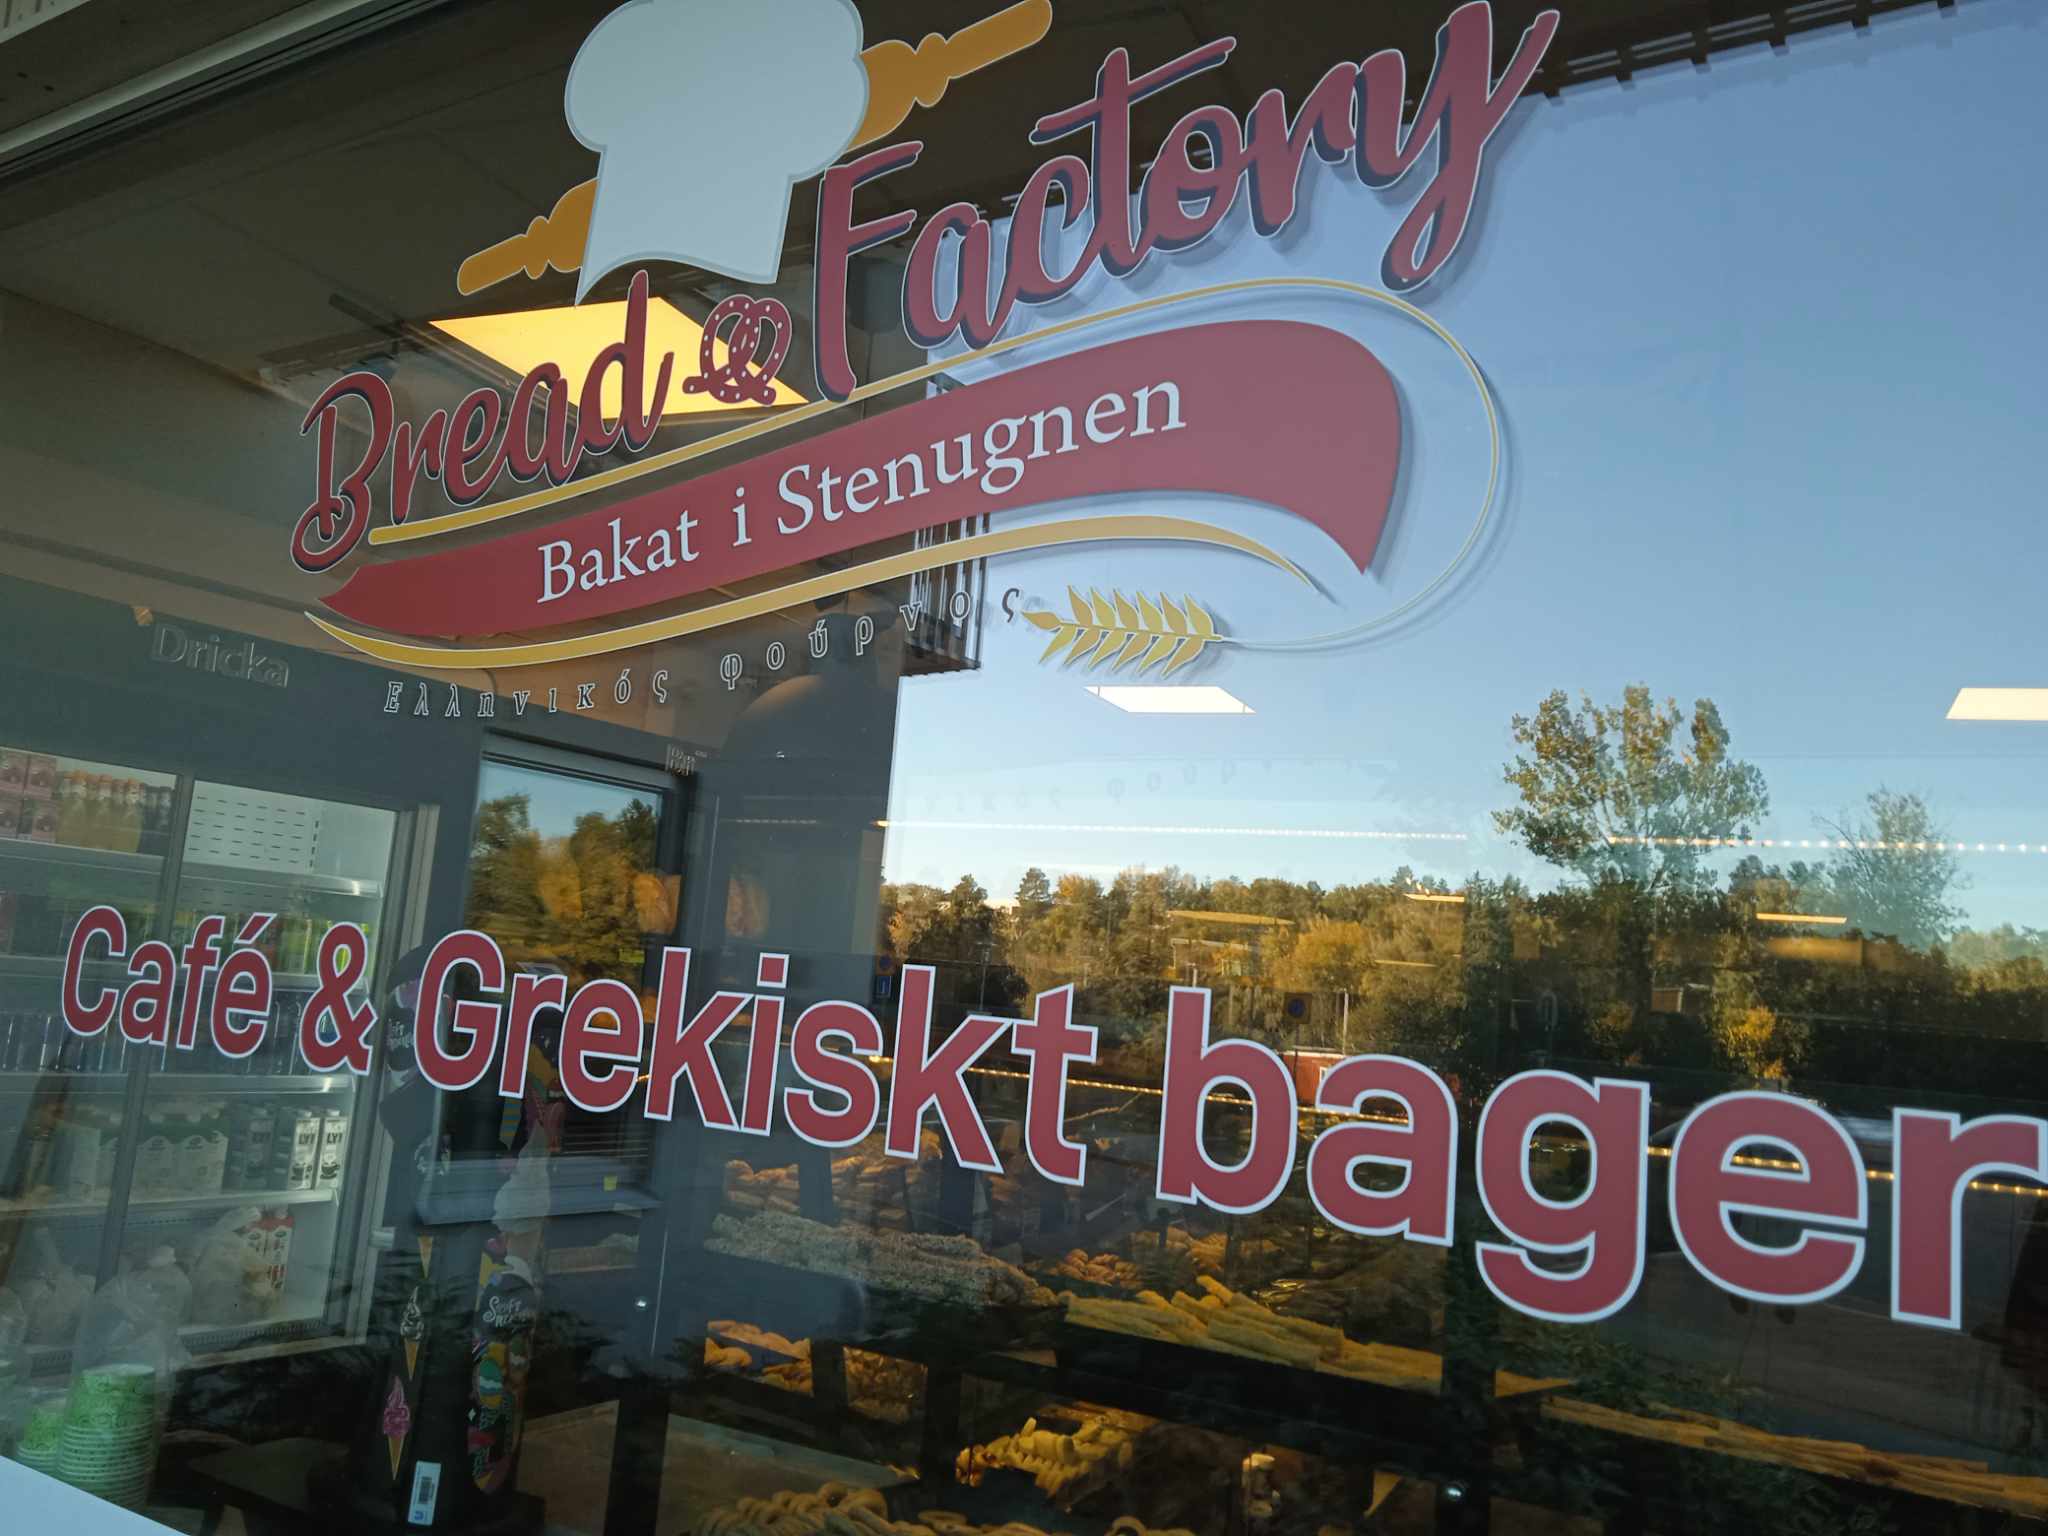 Bread Factory
Bakat i Stenugnen
Ελληνικός φούρνος
Dricka
Café & Grekiskt bager